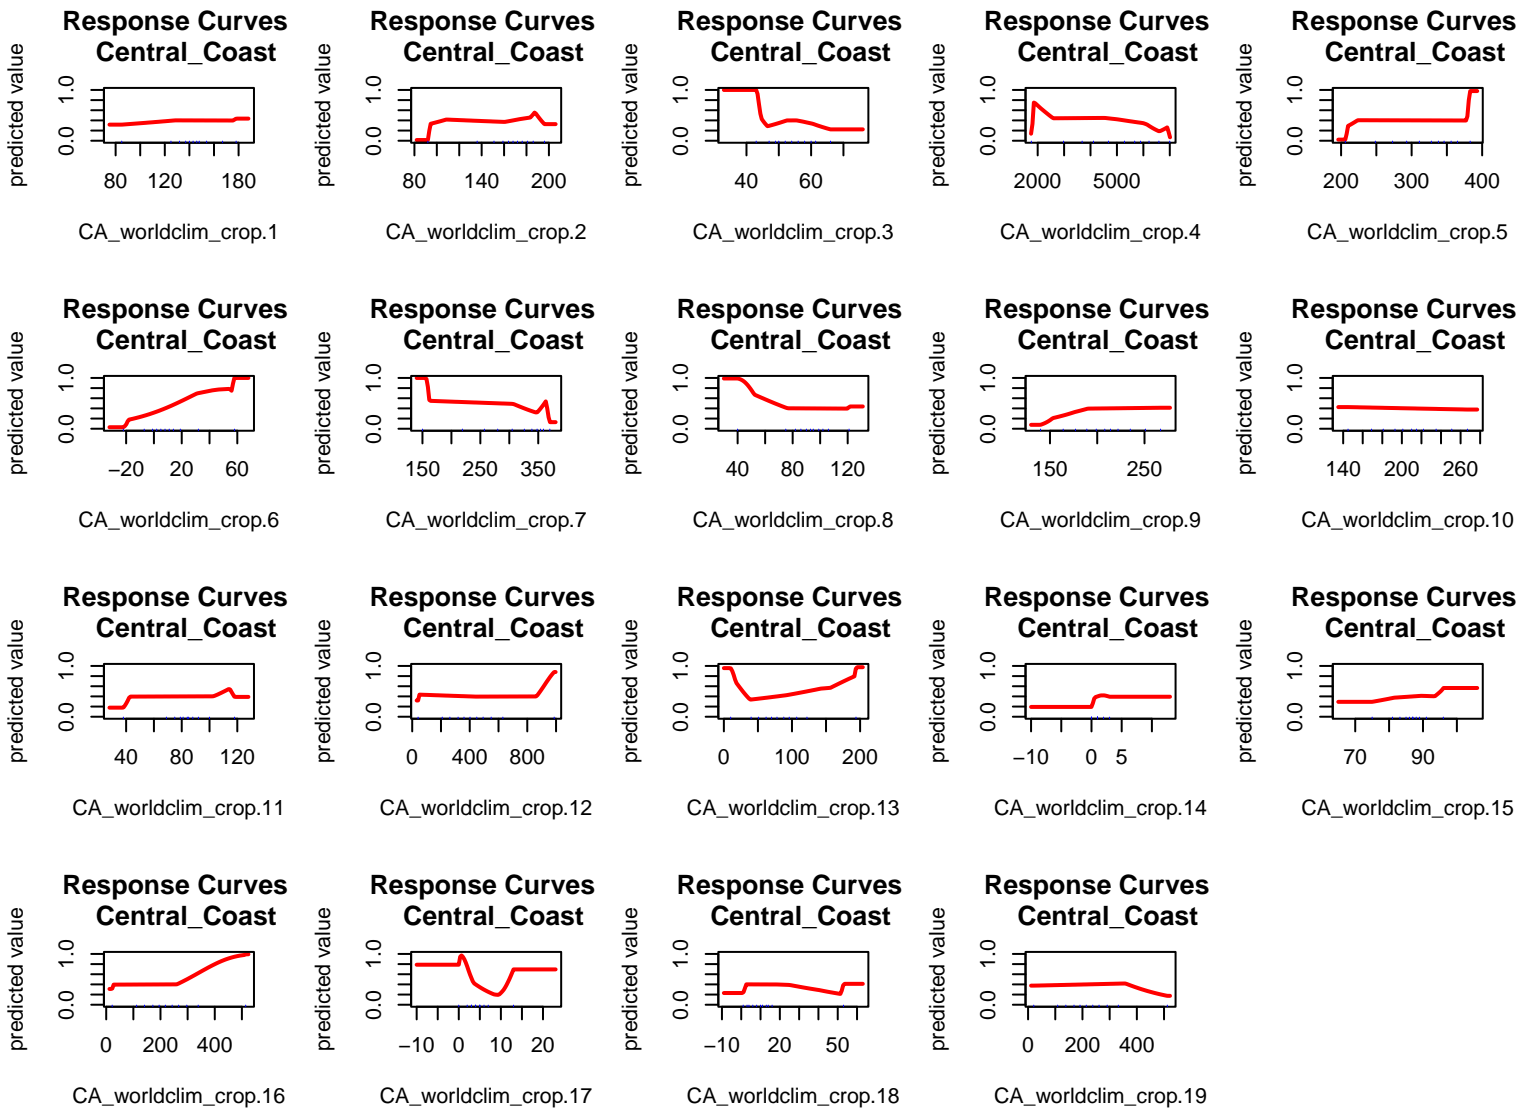 Response Curves
Central_Coast
predicted value
0.0 1.0
80 120 180
CA_worldclim_crop.1
Response Curves
Central_Coast
predicted value
0.0 1.0
80 140 200
CA_worldclim_crop.2
Response Curves
Central_Coast
predicted value
0.0 1.0
40 60
CA_worldclim_crop.3
Response Curves
Central_Coast
predicted value
0.0 1.0
2000 5000
CA_worldclim_crop.4
Response Curves
Central_Coast
predicted value
0.0 1.0
200 300 400
CA_worldclim_crop.5
Response Curves
Central_Coast
predicted value
0.0 1.0
−20 20 60
CA_worldclim_crop.6
Response Curves
Central_Coast
predicted value
0.0 1.0
150 250 350
CA_worldclim_crop.7
Response Curves
Central_Coast
predicted value
0.0 1.0
40 80 120
CA_worldclim_crop.8
Response Curves
Central_Coast
predicted value
0.0 1.0
150 250
CA_worldclim_crop.9
Response Curves
Central_Coast
predicted value
0.0 1.0
140 200 260
CA_worldclim_crop.10
Response Curves
Central_Coast
predicted value
0.0 1.0
40 80 120
CA_worldclim_crop.11
Response Curves
Central_Coast
predicted value
0.0 1.0
0 400 800
CA_worldclim_crop.12
Response Curves
Central_Coast
predicted value
0.0 1.0
0 100 200
CA_worldclim_crop.13
Response Curves
Central_Coast
predicted value
0.0 1.0
−10 0 5
CA_worldclim_crop.14
Response Curves
Central_Coast
predicted value
0.0 1.0
70 90
CA_worldclim_crop.15
Response Curves
Central_Coast
predicted value
0.0 1.0
0 200 400
CA_worldclim_crop.16
Response Curves
Central_Coast
predicted value
0.0 1.0
−10 0 10 20
CA_worldclim_crop.17
Response Curves
Central_Coast
predicted value
0.0 1.0
−10 20 50
CA_worldclim_crop.18
Response Curves
Central_Coast
predicted value
0.0 1.0
0 200 400
CA_worldclim_crop.19